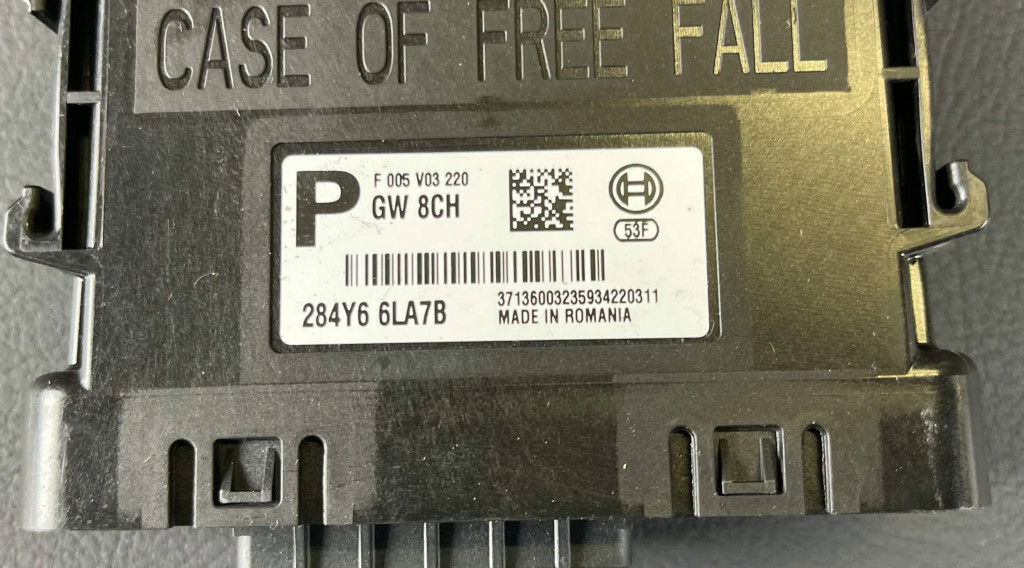 CASE OF FREE FALL
P
F 005 V03 220
GW 8CH
53F
284Y6 6LA7B
37136003235934220311
MADE IN ROMANIA